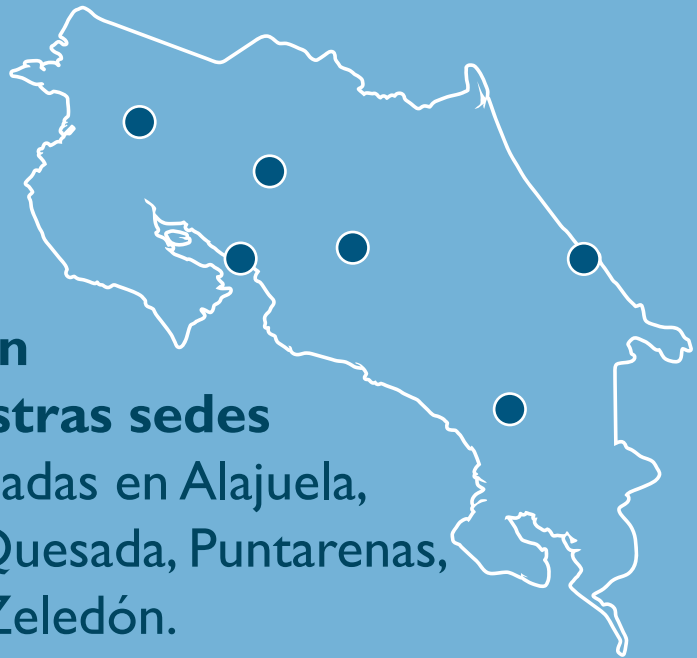 n
stras sedes
adas en Alajuela,
Quesada, Puntarenas,
Zeledón.